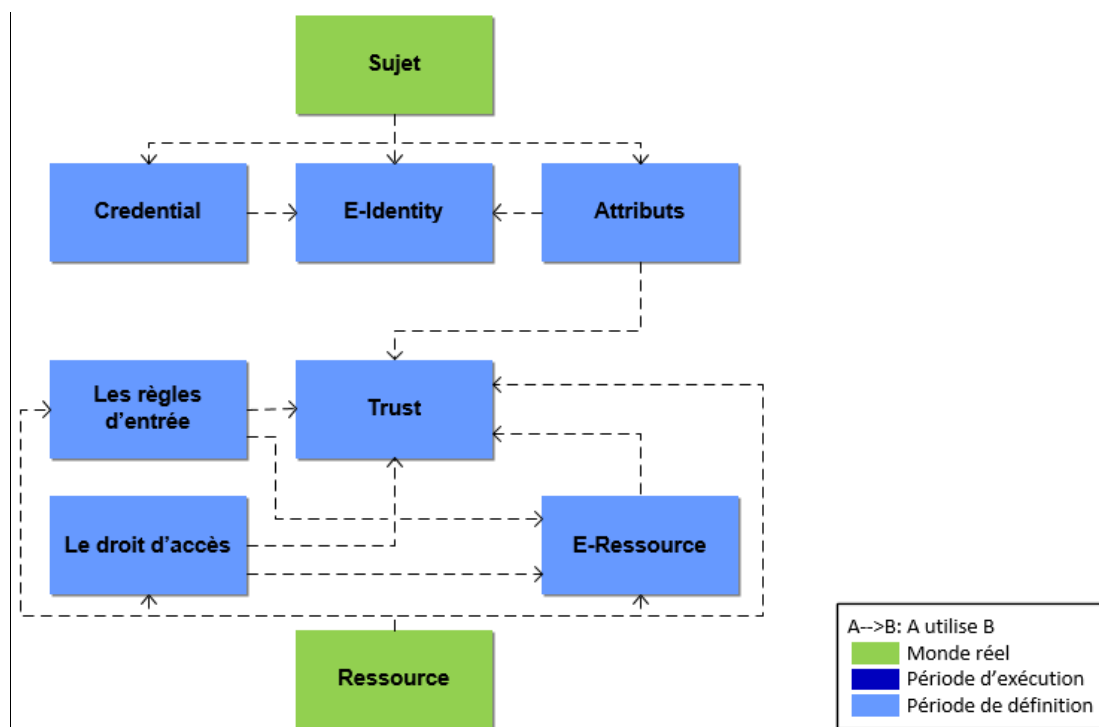 Sujet
Credential
E-Identity
Attributs
Les règles
d’entrée
Trust
Le droit d’accès
E-Ressource
Ressource
A-->B: A utilise B
Monde réel
Période d’exécution
Période de définition